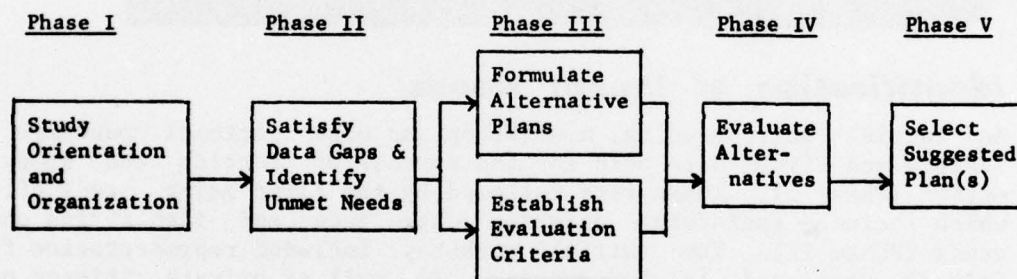 Phase I
Phase II
Phase III
Phase IV
Phase V
Study
Orientation
and
Organization
Satisfy
Data Gaps &
Identify
Unmet Needs
Formulate
Alternative
Plans
Establish
Evaluation
Criteria
Evaluate
Alter-
natives
Select
Suggested
Plan(s)